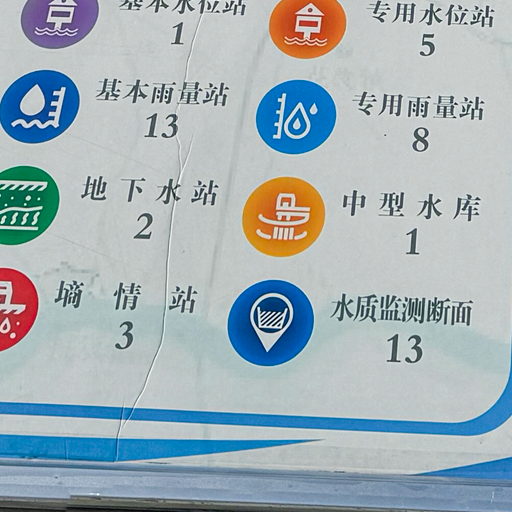 基本水位站
1
专用水位站
5
基本雨量站
13
专用雨量站
8
地下水站
2
中型水库
1
墒情站
3
水质监测断面
13